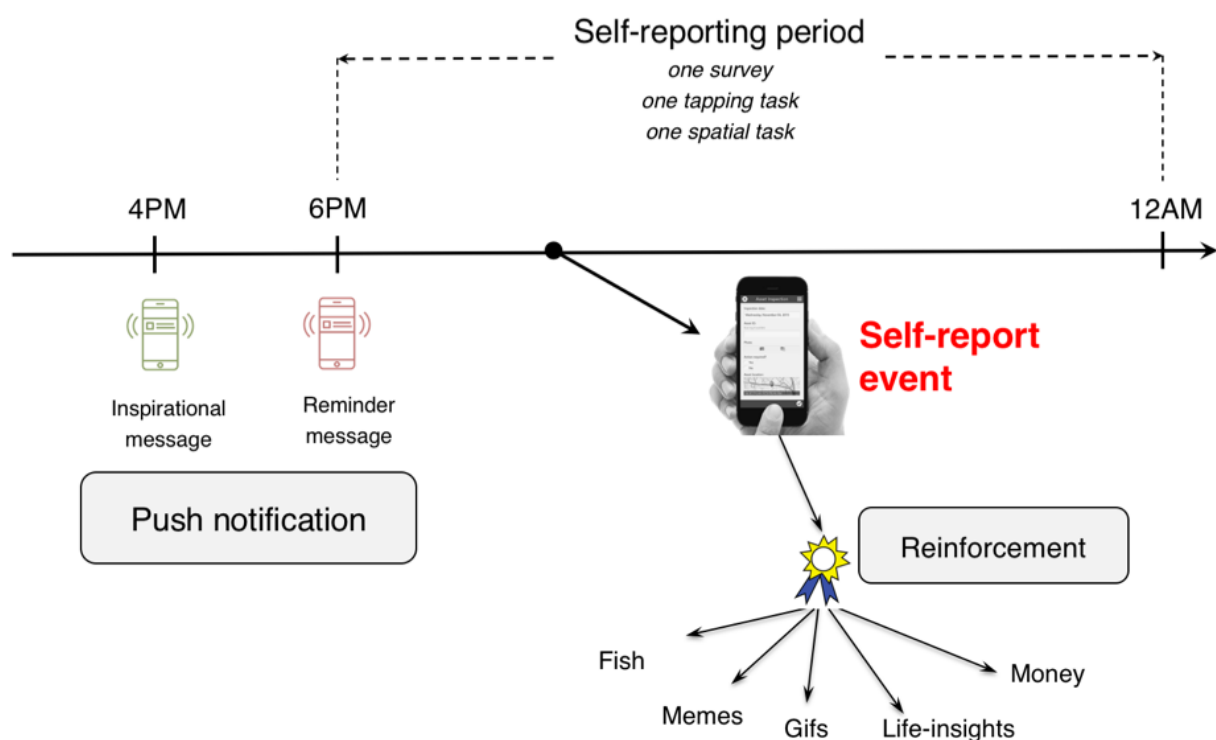 Self-reporting period
one survey
one tapping task
one spatial task
4PM
6PM
12AM
Inspirational
message
Reminder
message
Self-report
event
Push notification
Reinforcement
Fish
Memes
Gifs
Life-insights
Money